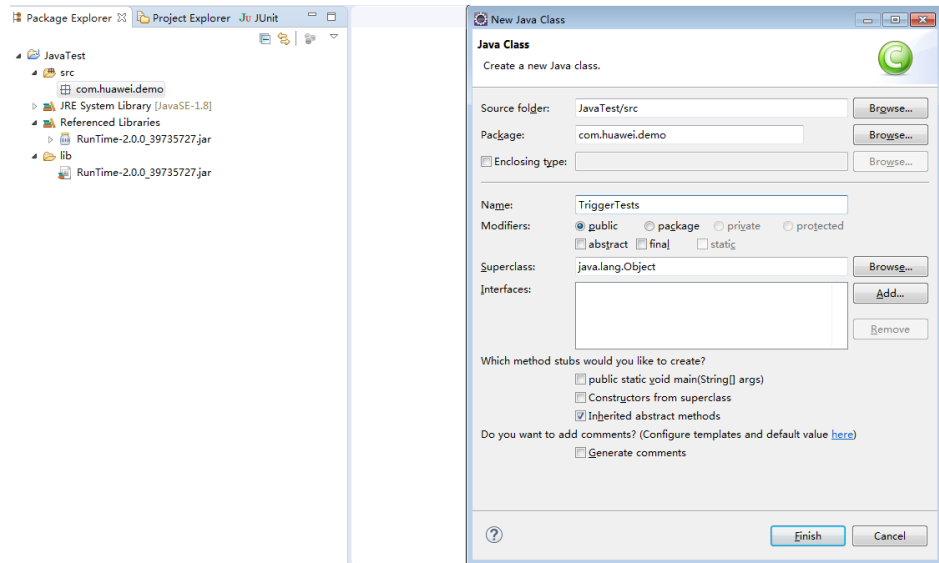 Package Explorer Project Explorer JUnit
JavaTest
src
com.huawei.demo
JRE System Library [JavaSE-1.8]
Referenced Libraries
RunTime-2.0.0_39735727.jar
lib
RunTime-2.0.0_39735727.jar
New Java Class
Java Class
Create a new Java class.
Source folder: JavaTest/src Browse...
Package: com.huawei.demo Browse...
Enclosing type: Browse...
Name: TriggerTests
Modifiers: public package private protected
abstract final static
Superclass: java.lang.Object Browse...
Interfaces: Add...
Remove
Which method stubs would you like to create?
public static void main(String[] args)
Constructors from superclass
Inherited abstract methods
Do you want to add comments? (Configure templates and default value here)
Generate comments
Finish Cancel